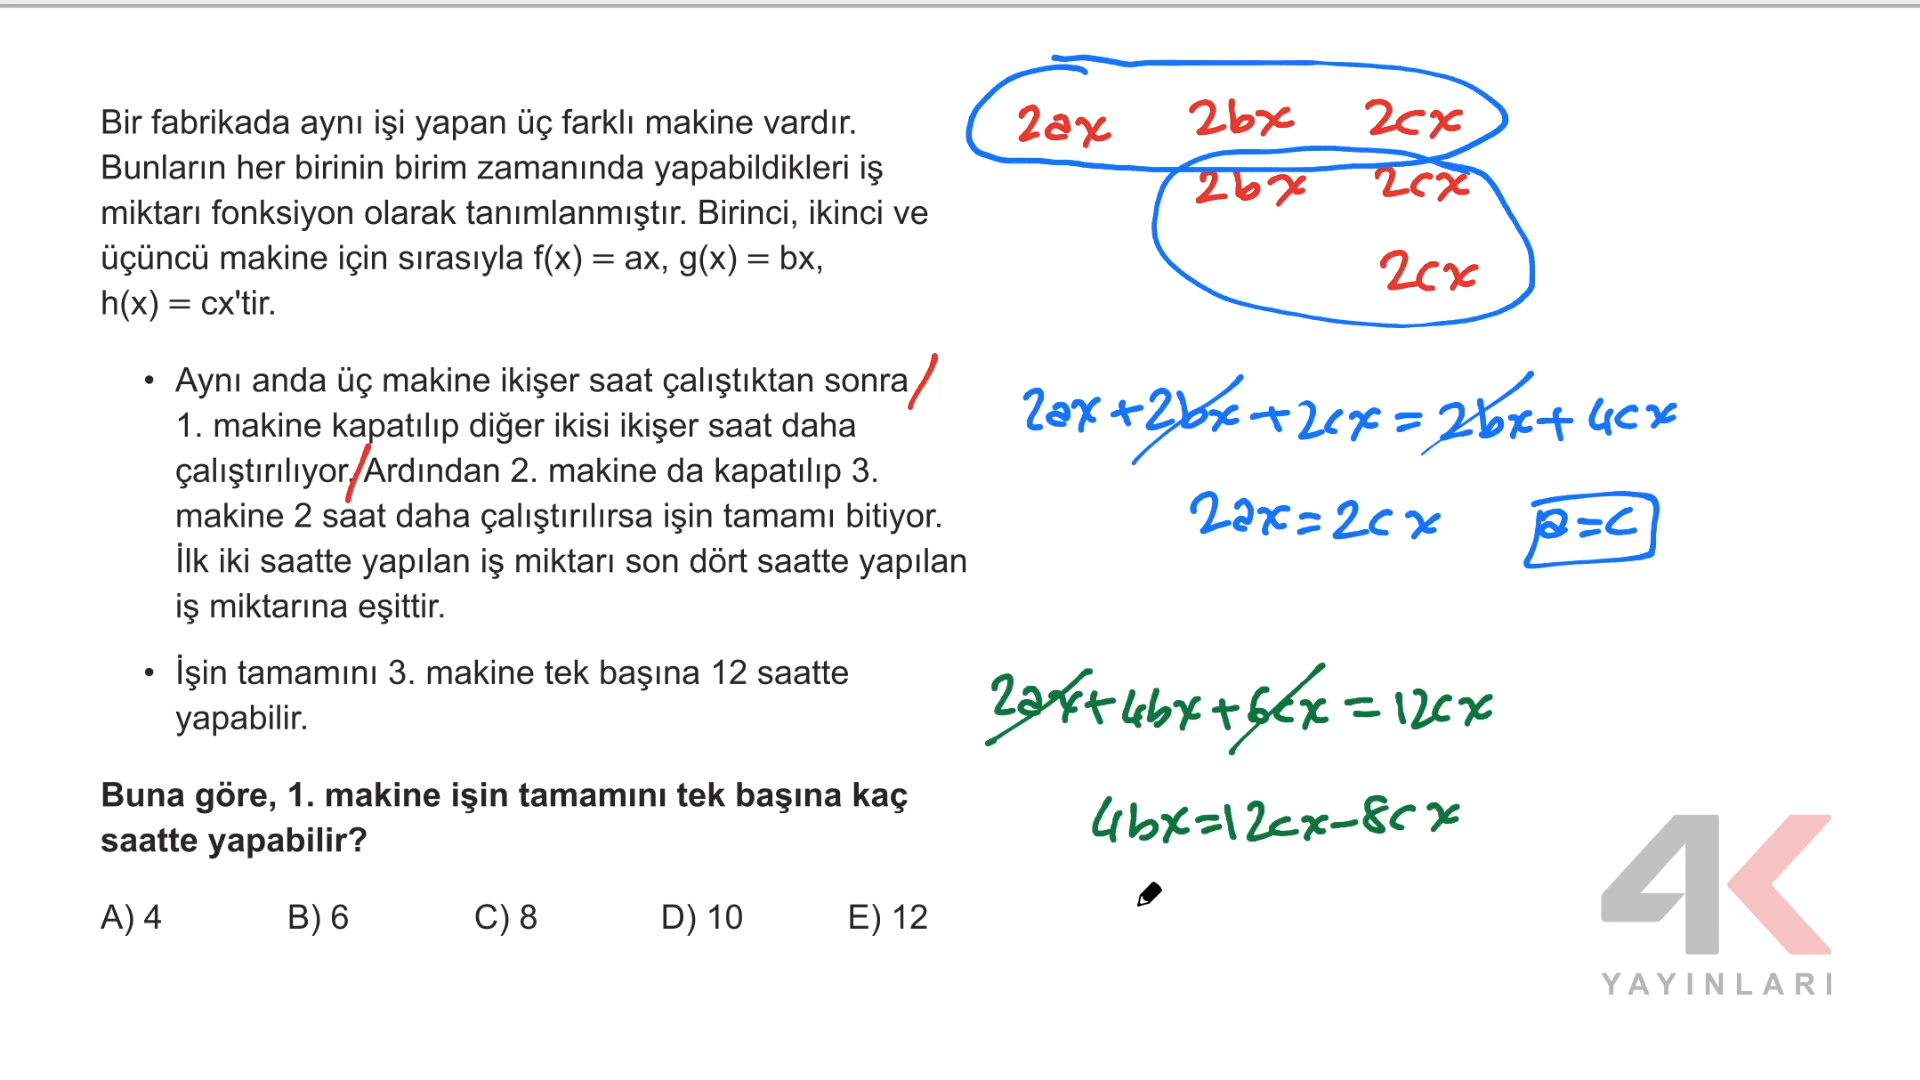 Bir fabrikada aynı işi yapan üç farklı makine vardır.
Bunların her birinin birim zamanında yapabildikleri iş
miktarı fonksiyon olarak tanımlanmıştır. Birinci, ikinci ve
üçüncü makine için sırasıyla f(x) = ax, g(x) = bx,
h(x) = cx'tir.
• Aynı anda üç makine ikişer saat çalıştıktan sonra
1. makine kapatılıp diğer ikisi ikişer saat daha
çalıştırılıyor. Ardından 2. makine da kapatılıp 3.
makine 2 saat daha çalıştırılırsa işin tamamı bitiyor.
İlk iki saatte yapılan iş miktarı son dört saatte yapılan
iş miktarına eşittir.
• İşin tamamını 3. makine tek başına 12 saatte
yapabilir.
Buna göre, 1. makine işin tamamını tek başına kaç
saatte yapabilir?
A) 4 B) 6 C) 8 D) 10 E) 12
2ax 2bx 2cx
2bx 2cx
2cx
2ax+2bx+2cx=2bx+4cx
2ax=2cx a=c
2ax+4bx+6cx=12cx
4bx=12cx-8cx
4K
YAYINLARI